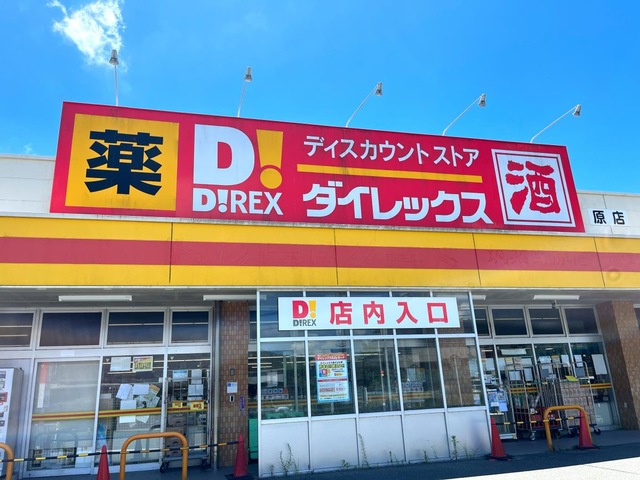 薬
D!
D!REX
ディスカウントストア
ダイレックス
酒
原店
D!
D!REX
店内入口